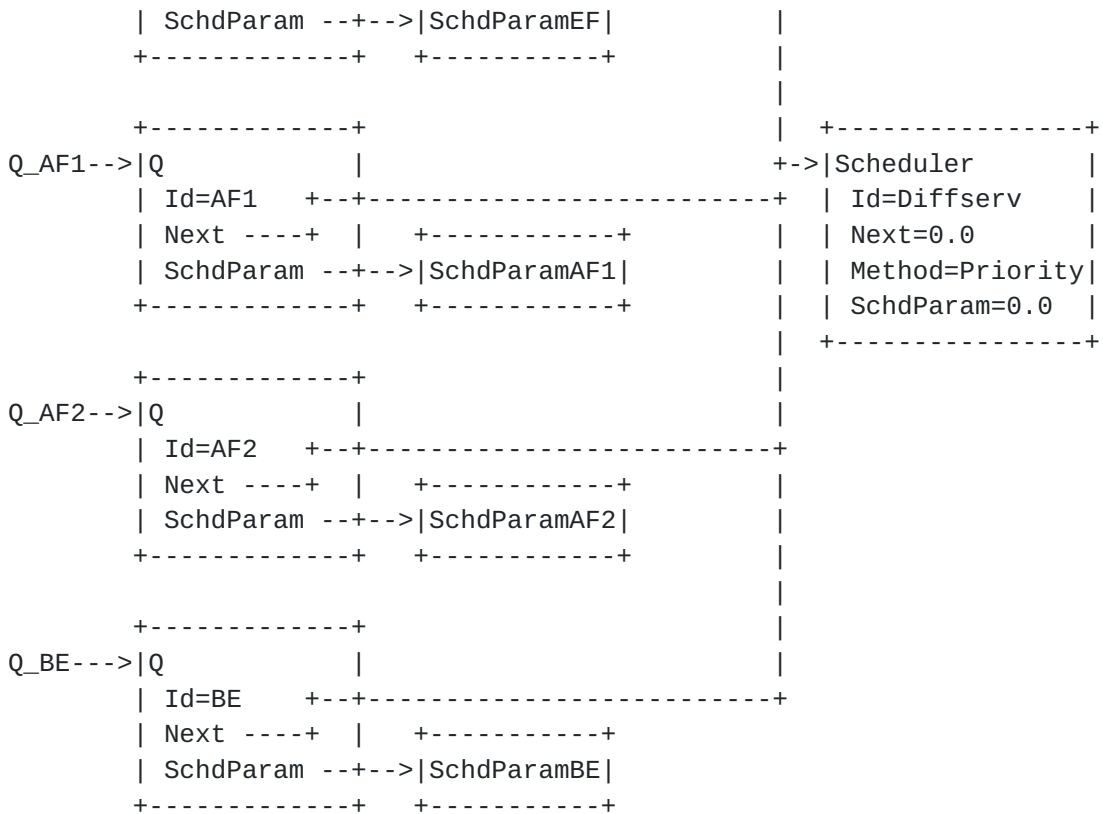 | SchdParam --+-->|SchdParamEF|          |
+-------------+   +-----------+          |
|
+-------------+                          |  +----------------+
Q_AF1-->|Q            |                          +->|Scheduler       |
| Id=AF1   +--+--------------------------+  | Id=Diffserv    |
| Next ----+  |   +------------+         |  | Next=0.0       |
| SchdParam --+-->|SchdParamAF1|         |  | Method=Priority|
+-------------+   +------------+         |  | SchdParam=0.0  |
|  +----------------+
+-------------+                          |
Q_AF2-->|Q            |                          |
| Id=AF2   +--+--------------------------+
| Next ----+  |   +------------+         |
| SchdParam --+-->|SchdParamAF2|         |
+-------------+   +------------+         |
|
+-------------+                          |
Q_BE--->|Q            |                          |
| Id=BE    +--+--------------------------+
| Next ----+  |   +-----------+
| SchdParam --+-->|SchdParamBE|
+-------------+   +-----------+